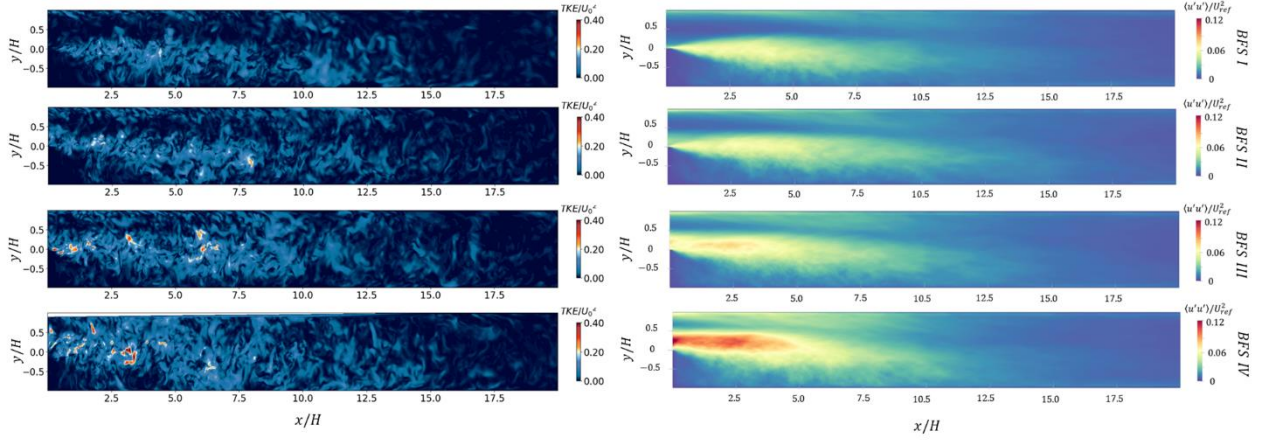 TKE/U₀² ⟨u′u′⟩/U²ref
y/H 0.5 0.0 −0.5 0.40 0.20 0.00 y/H 0.5 0 −0.5 0.12 0.06 0 BFS I
2.5 5.0 7.5 10.5 12.5 15.0 17.5 2.5 5.0 7.5 10.5 12.5 15.0 17.5
TKE/U₀² ⟨u′u′⟩/U²ref
y/H 0.5 0.0 −0.5 0.40 0.20 0.00 y/H 0.5 0 −0.5 0.12 0.06 0 BFS II
2.5 5.0 7.5 10.5 12.5 15.0 17.5 2.5 5.0 7.5 10.5 12.5 15.0 17.5
TKE/U₀² ⟨u′u′⟩/U²ref
y/H 0.5 0.0 −0.5 0.40 0.20 0.00 y/H 0.5 0 −0.5 0.12 0.06 0 BFS III
2.5 5.0 7.5 10.5 12.5 15.0 17.5 2.5 5.0 7.5 10.5 12.5 15.0 17.5
TKE/U₀² ⟨u′u′⟩/U²ref
y/H 0.5 0.0 −0.5 0.40 0.20 0.00 y/H 0.5 0 −0.5 0.12 0.06 0 BFS IV
2.5 5.0 7.5 10.5 12.5 15.0 17.5 2.5 5.0 7.5 10.5 12.5 15.0 17.5
x/H x/H